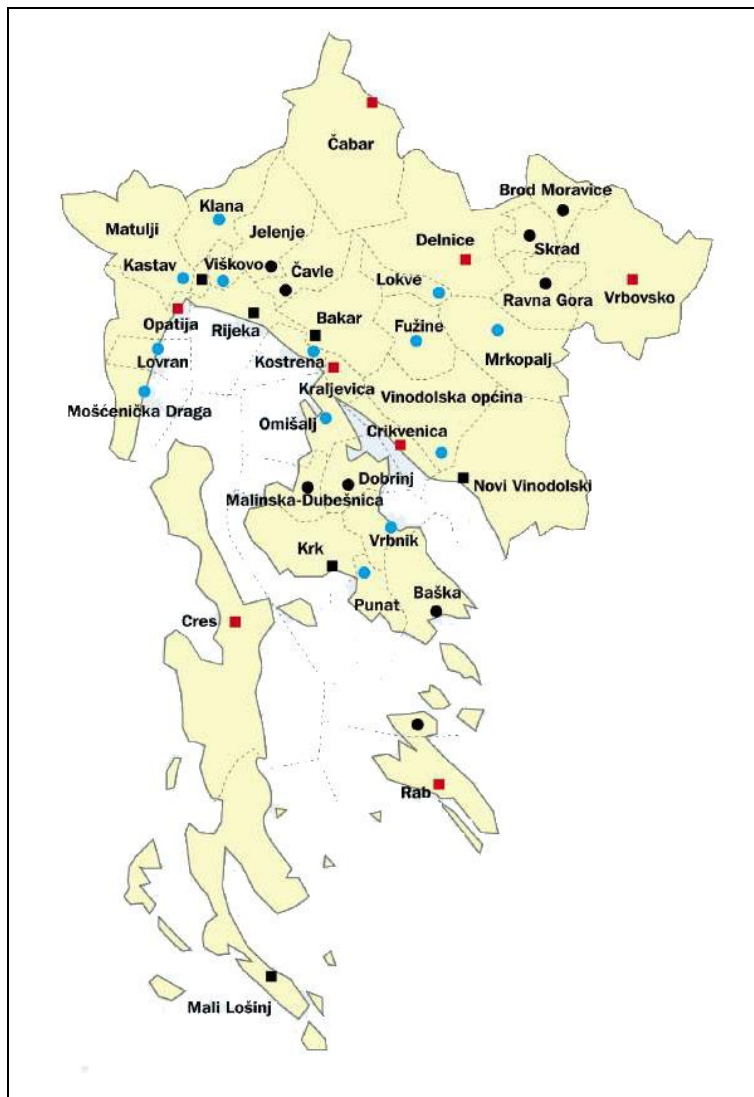 Čabar
Brod Moravice
Klana
Matulji
Jelenje
Delnice
Skrad
Kastav
Viškovo
Čavle
Lokve
Ravna Gora
Vrbovsko
Opatija
Rijeka
Bakar
Fužine
Lovran
Kostrena
Mrkopalj
Kraljevica
Vinodolska općina
Mošćenička Draga
Omišalj
Crikvenica
Dobrinj
Novi Vinodolski
Malinska-Dubešnica
Vrbnik
Krk
Punat
Baška
Cres
Rab
Mali Lošinj